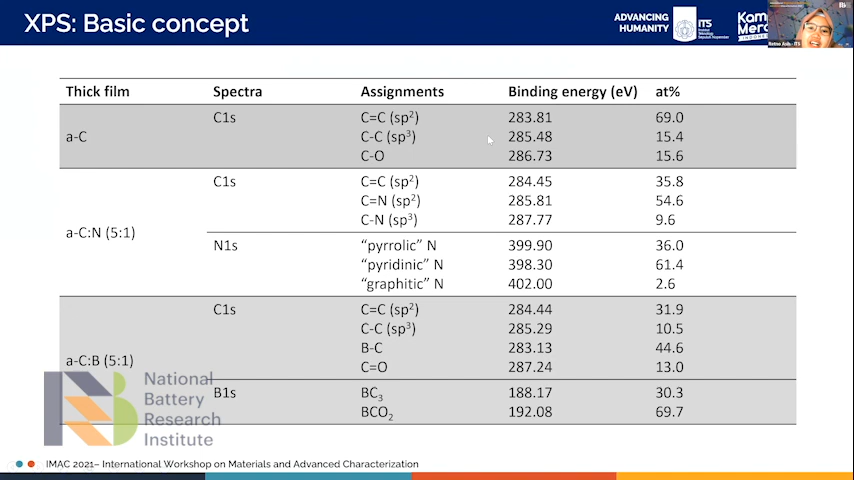 XPS: Basic concept
ADVANCING
HUMANITY
ITS
Institut
Teknologi
Sepuluh Nopember
Thick film Spectra Assignments Binding energy (eV) at%
a-C C1s C=C (sp²) 283.81 69.0
C-C (sp³) 285.48 15.4
C-O 286.73 15.6
a-C:N (5:1) C1s C=C (sp²) 284.45 35.8
C=N (sp²) 285.81 54.6
C-N (sp³) 287.77 9.6
N1s “pyrrolic” N 399.90 36.0
“pyridinic” N 398.30 61.4
“graphitic” N 402.00 2.6
a-C:B (5:1) C1s C=C (sp²) 284.44 31.9
C-C (sp³) 285.29 10.5
B-C 283.13 44.6
C=O 287.24 13.0
B1s BC₃ 188.17 30.3
BCO₂ 192.08 69.7
National
Battery
Research
Institute
IMAC 2021– International Workshop on Materials and Advanced Characterization